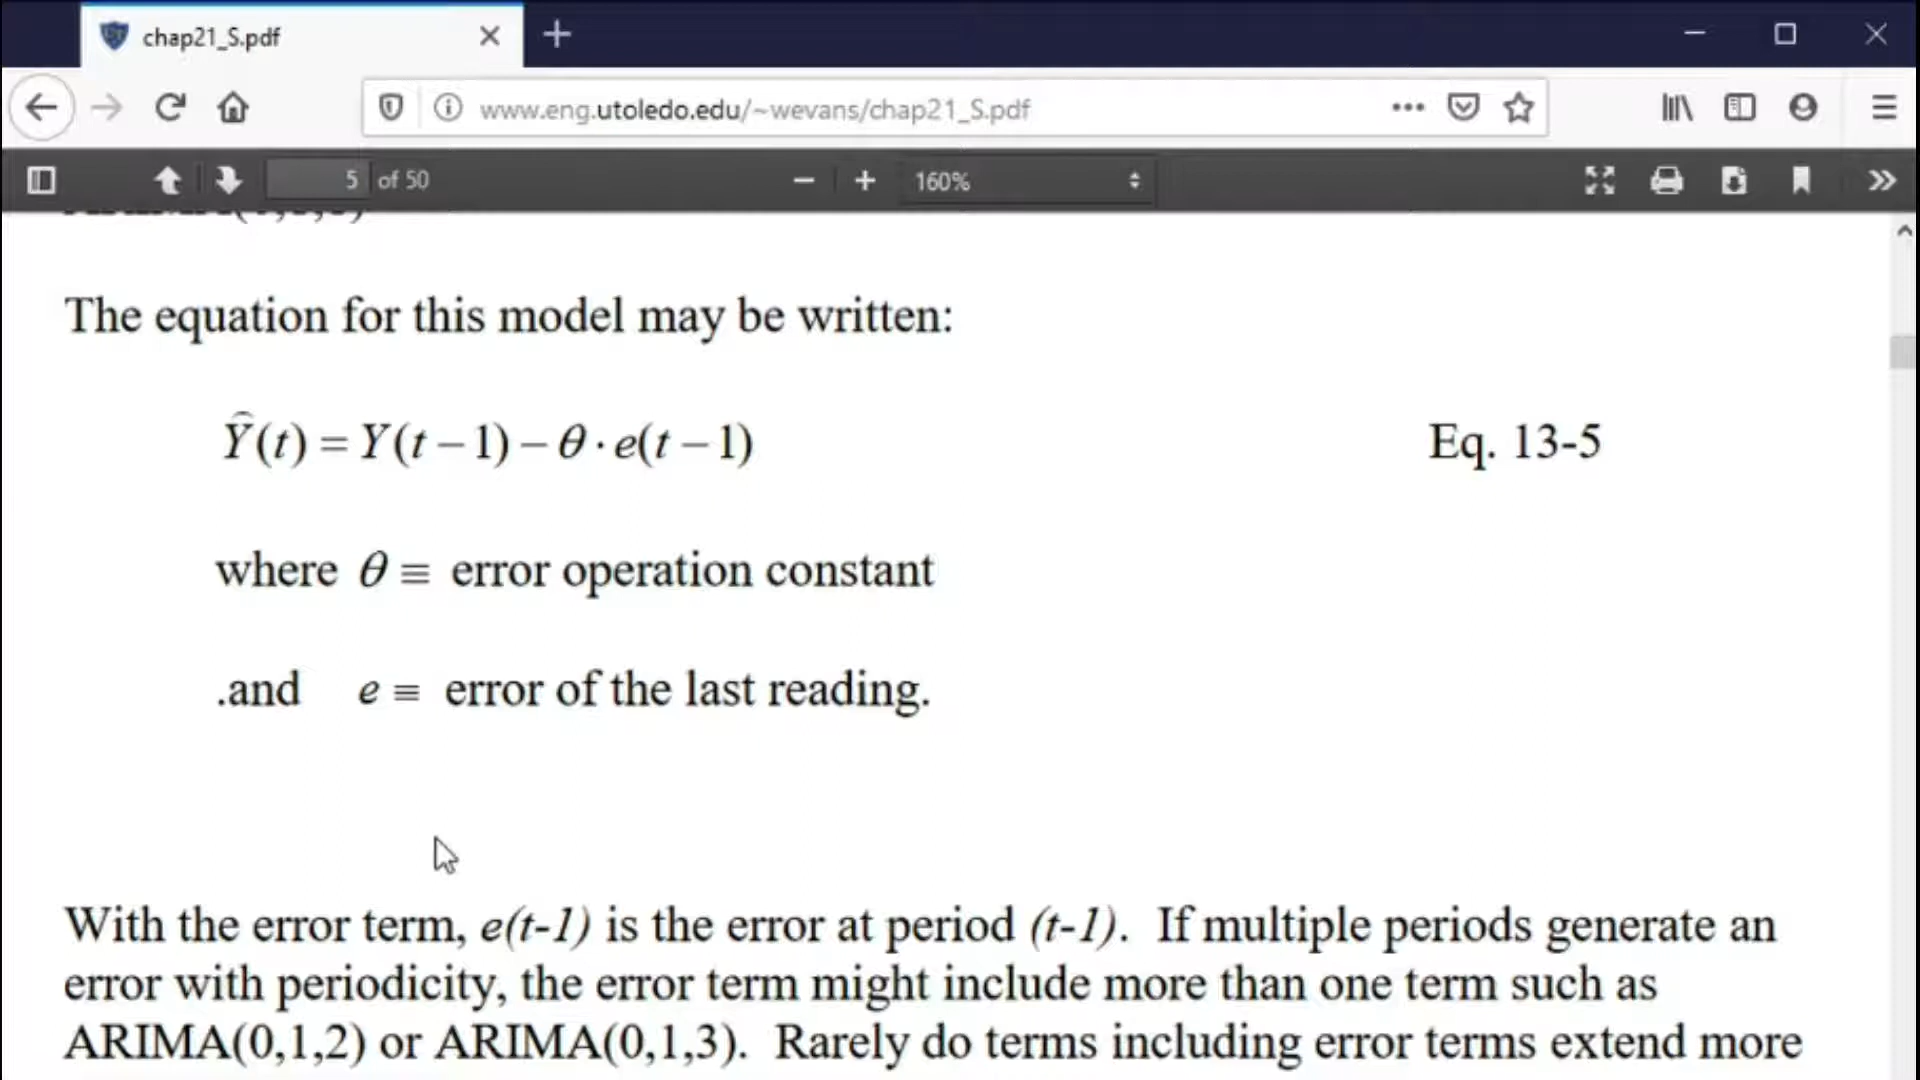 chap21_S.pdf
www.eng.utoledo.edu/~wevans/chap21_S.pdf
5 of 50
160%
The equation for this model may be written:
Ŷ(t) = Y(t − 1) − θ · e(t − 1) Eq. 13-5
where θ ≡ error operation constant
.and e ≡ error of the last reading.
With the error term, e(t-1) is the error at period (t-1). If multiple periods generate an
error with periodicity, the error term might include more than one term such as
ARIMA(0,1,2) or ARIMA(0,1,3). Rarely do terms including error terms extend more